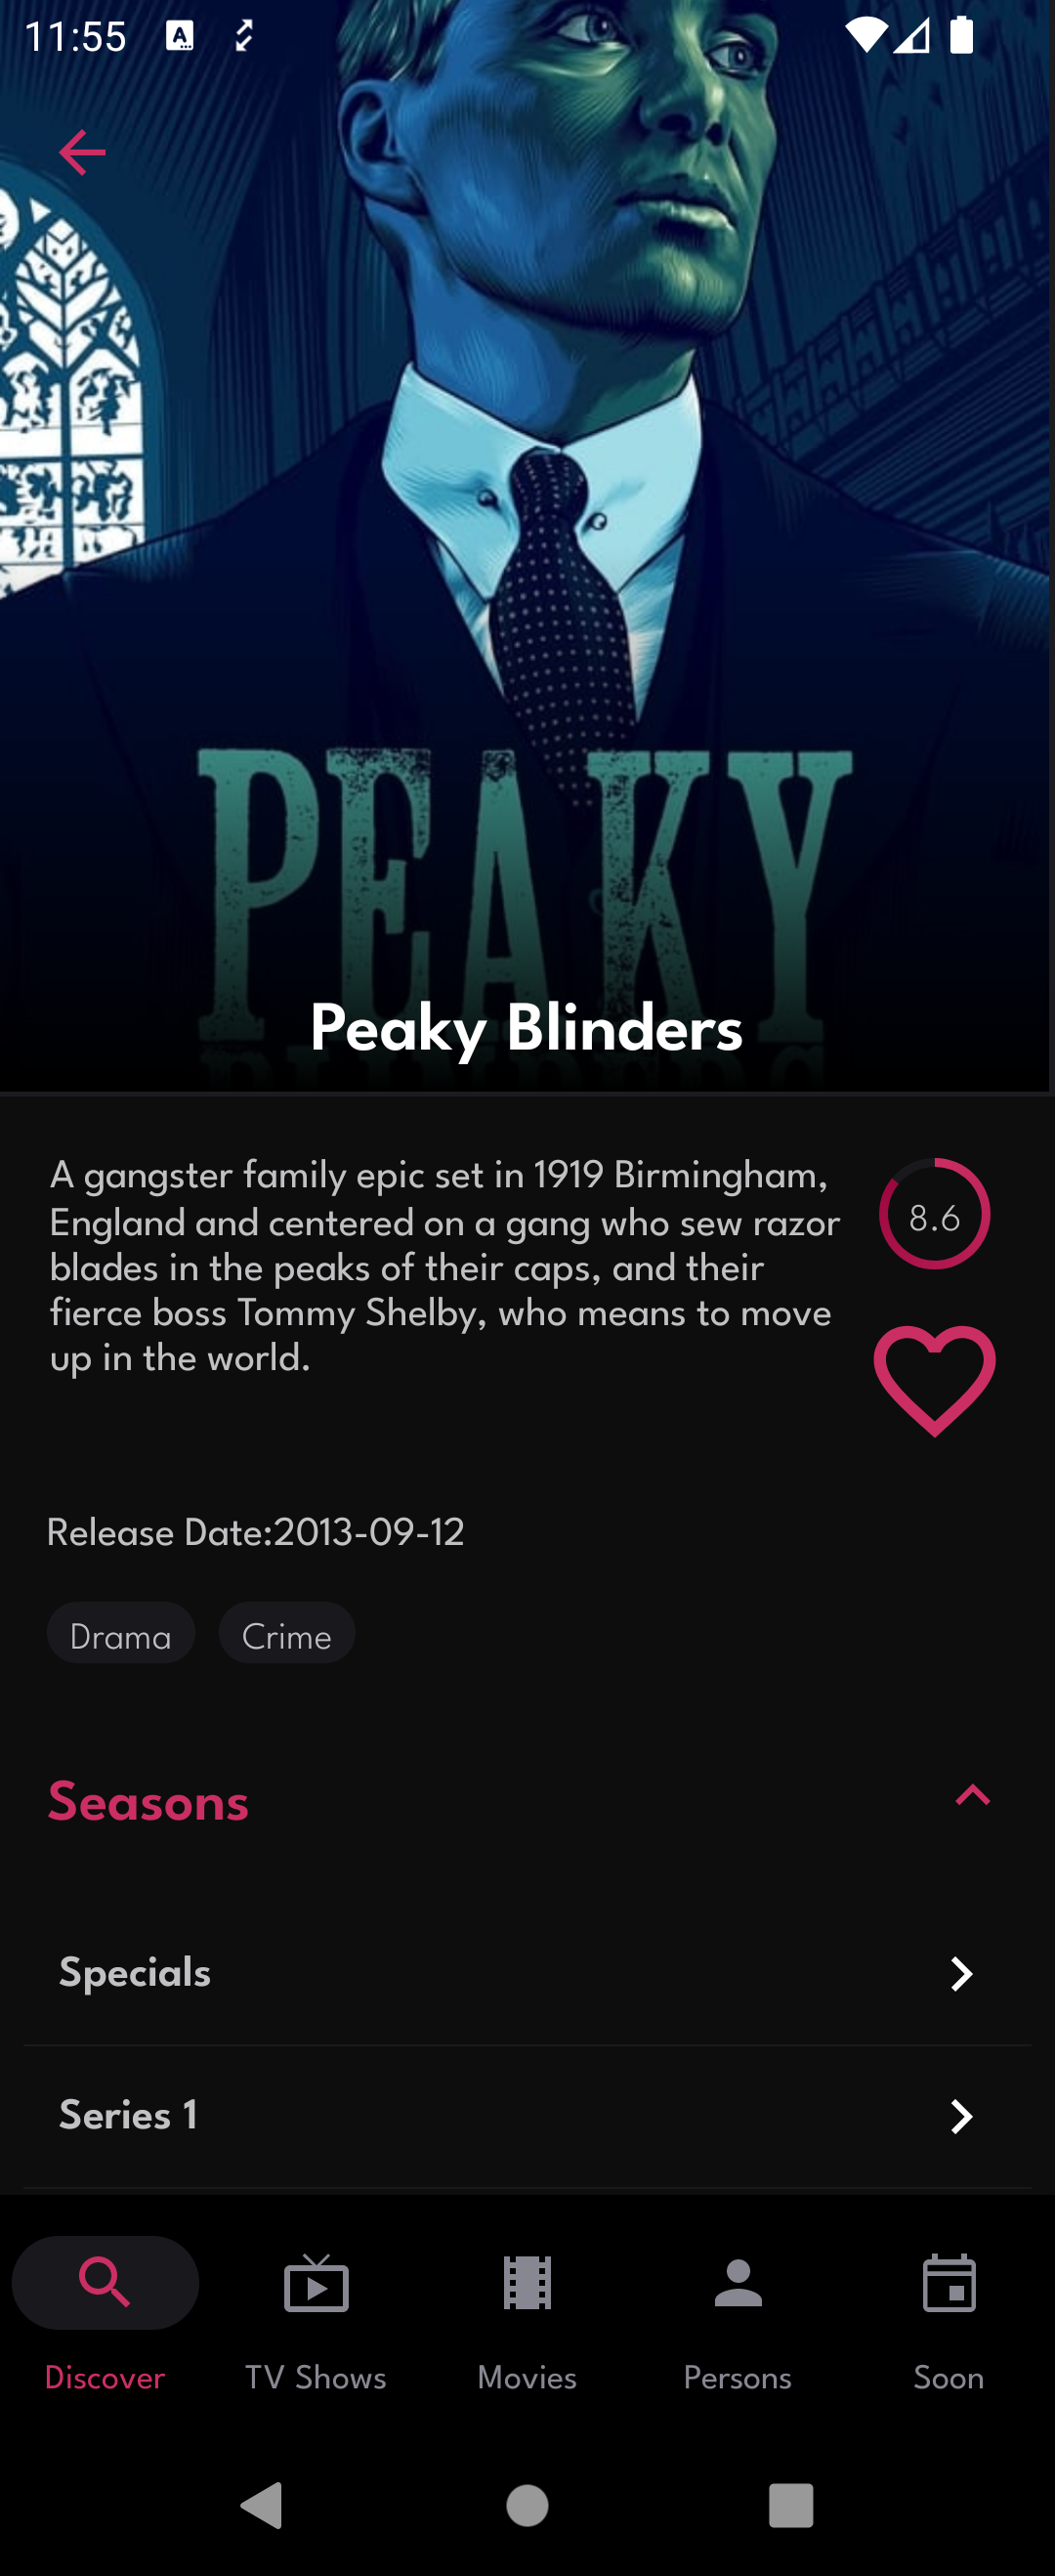 11:55
PEAKY
BLINDERS
Peaky Blinders
A gangster family epic set in 1919 Birmingham,
England and centered on a gang who sew razor
blades in the peaks of their caps, and their
fierce boss Tommy Shelby, who means to move
up in the world.
8.6
Release Date:2013-09-12
Drama
Crime
Seasons
Specials
Series 1
Discover
TV Shows
Movies
Persons
Soon